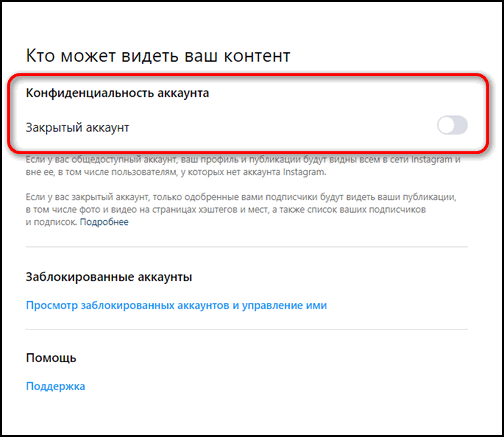 Кто может видеть ваш контент
Конфиденциальность аккаунта
Закрытый аккаунт
Если у вас общедоступный аккаунт, ваш профиль и публикации будут видны всем в сети Instagram и
вне ее, в том числе пользователям, у которых нет аккаунта Instagram.
Если у вас закрытый аккаунт, только одобренные вами подписчики будут видеть ваши публикации,
в том числе фото и видео на страницах хэштегов и мест, а также список ваших подписчиков
и подписок. Подробнее
Заблокированные аккаунты
Просмотр заблокированных аккаунтов и управление ими
Помощь
Поддержка